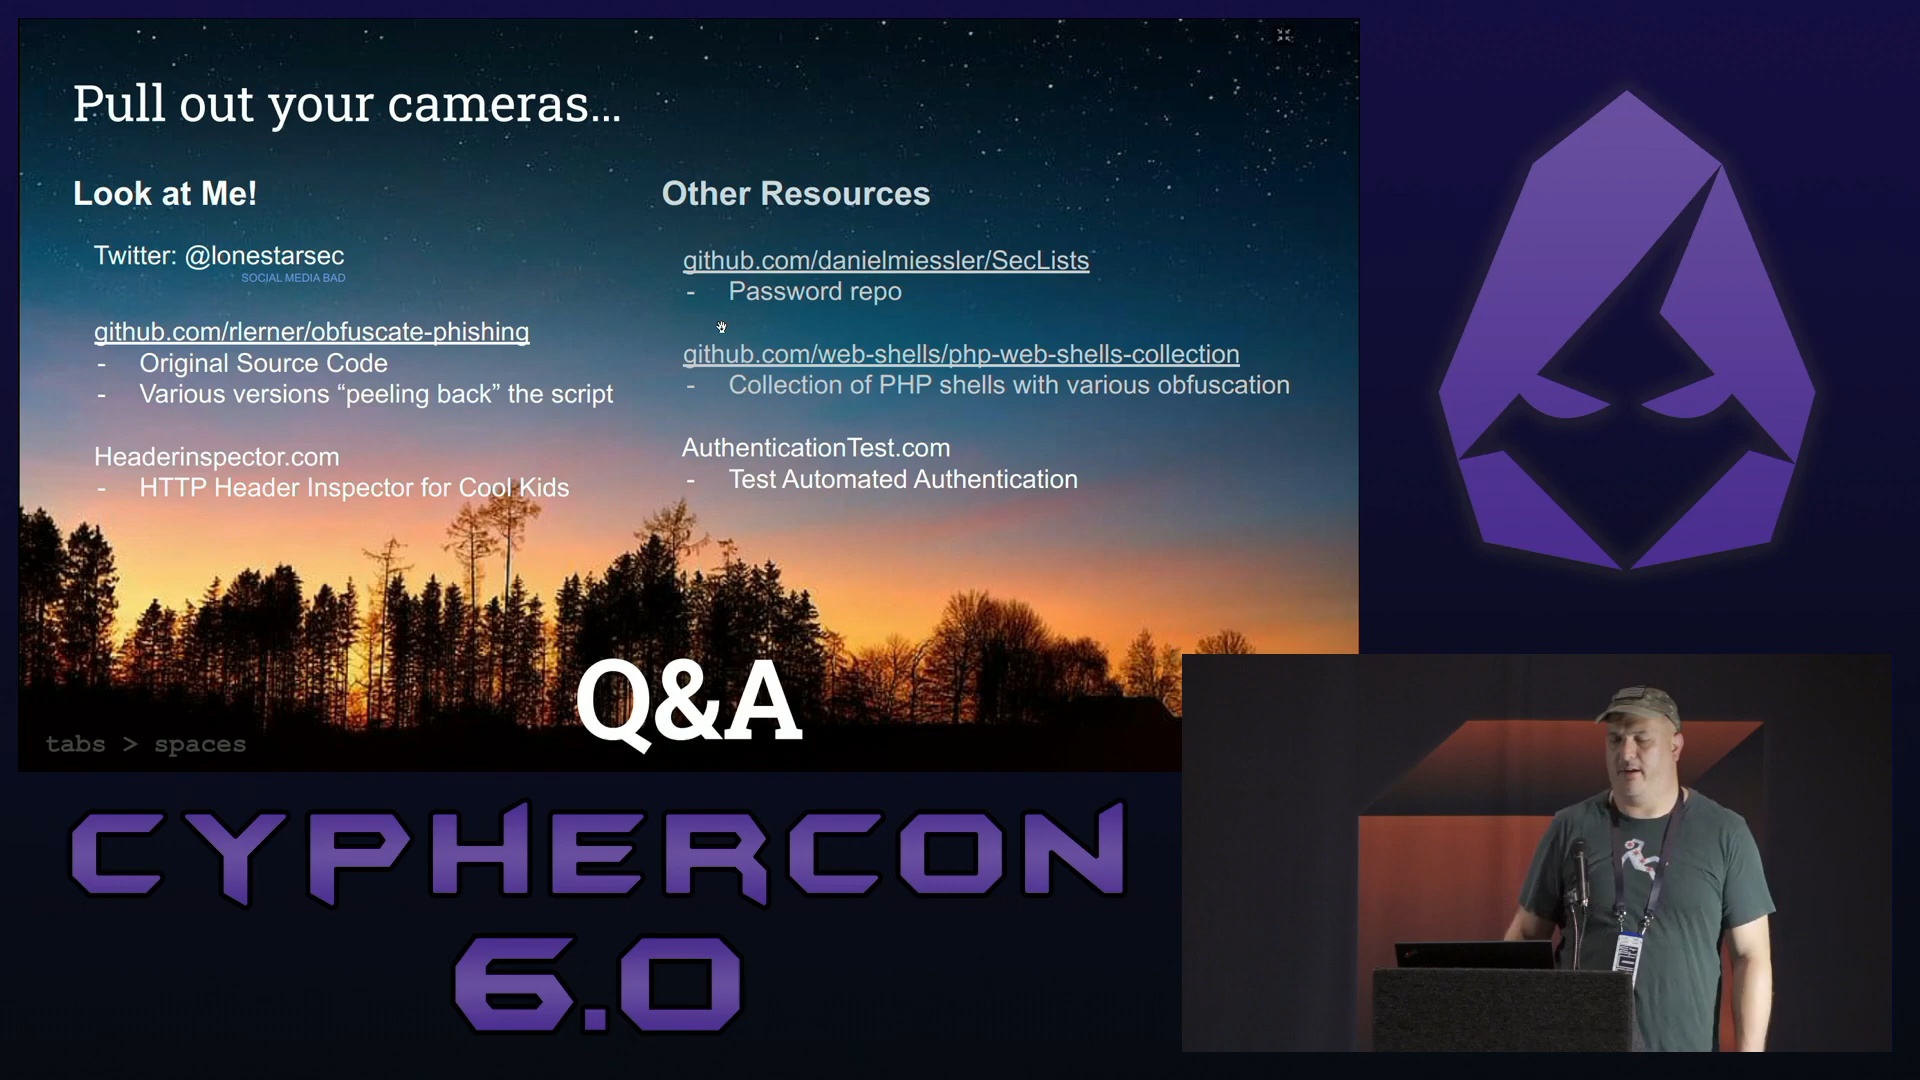 Pull out your cameras...
Look at Me!
Twitter: @lonestarsec
SOCIAL MEDIA BAD
github.com/rlerner/obfuscate-phishing
- Original Source Code
- Various versions “peeling back” the script
Headerinspector.com
- HTTP Header Inspector for Cool Kids
Other Resources
github.com/danielmiessler/SecLists
- Password repo
github.com/web-shells/php-web-shells-collection
- Collection of PHP shells with various obfuscation
AuthenticationTest.com
- Test Automated Authentication
Q&A
tabs > spaces
CYPHERCON
6.0